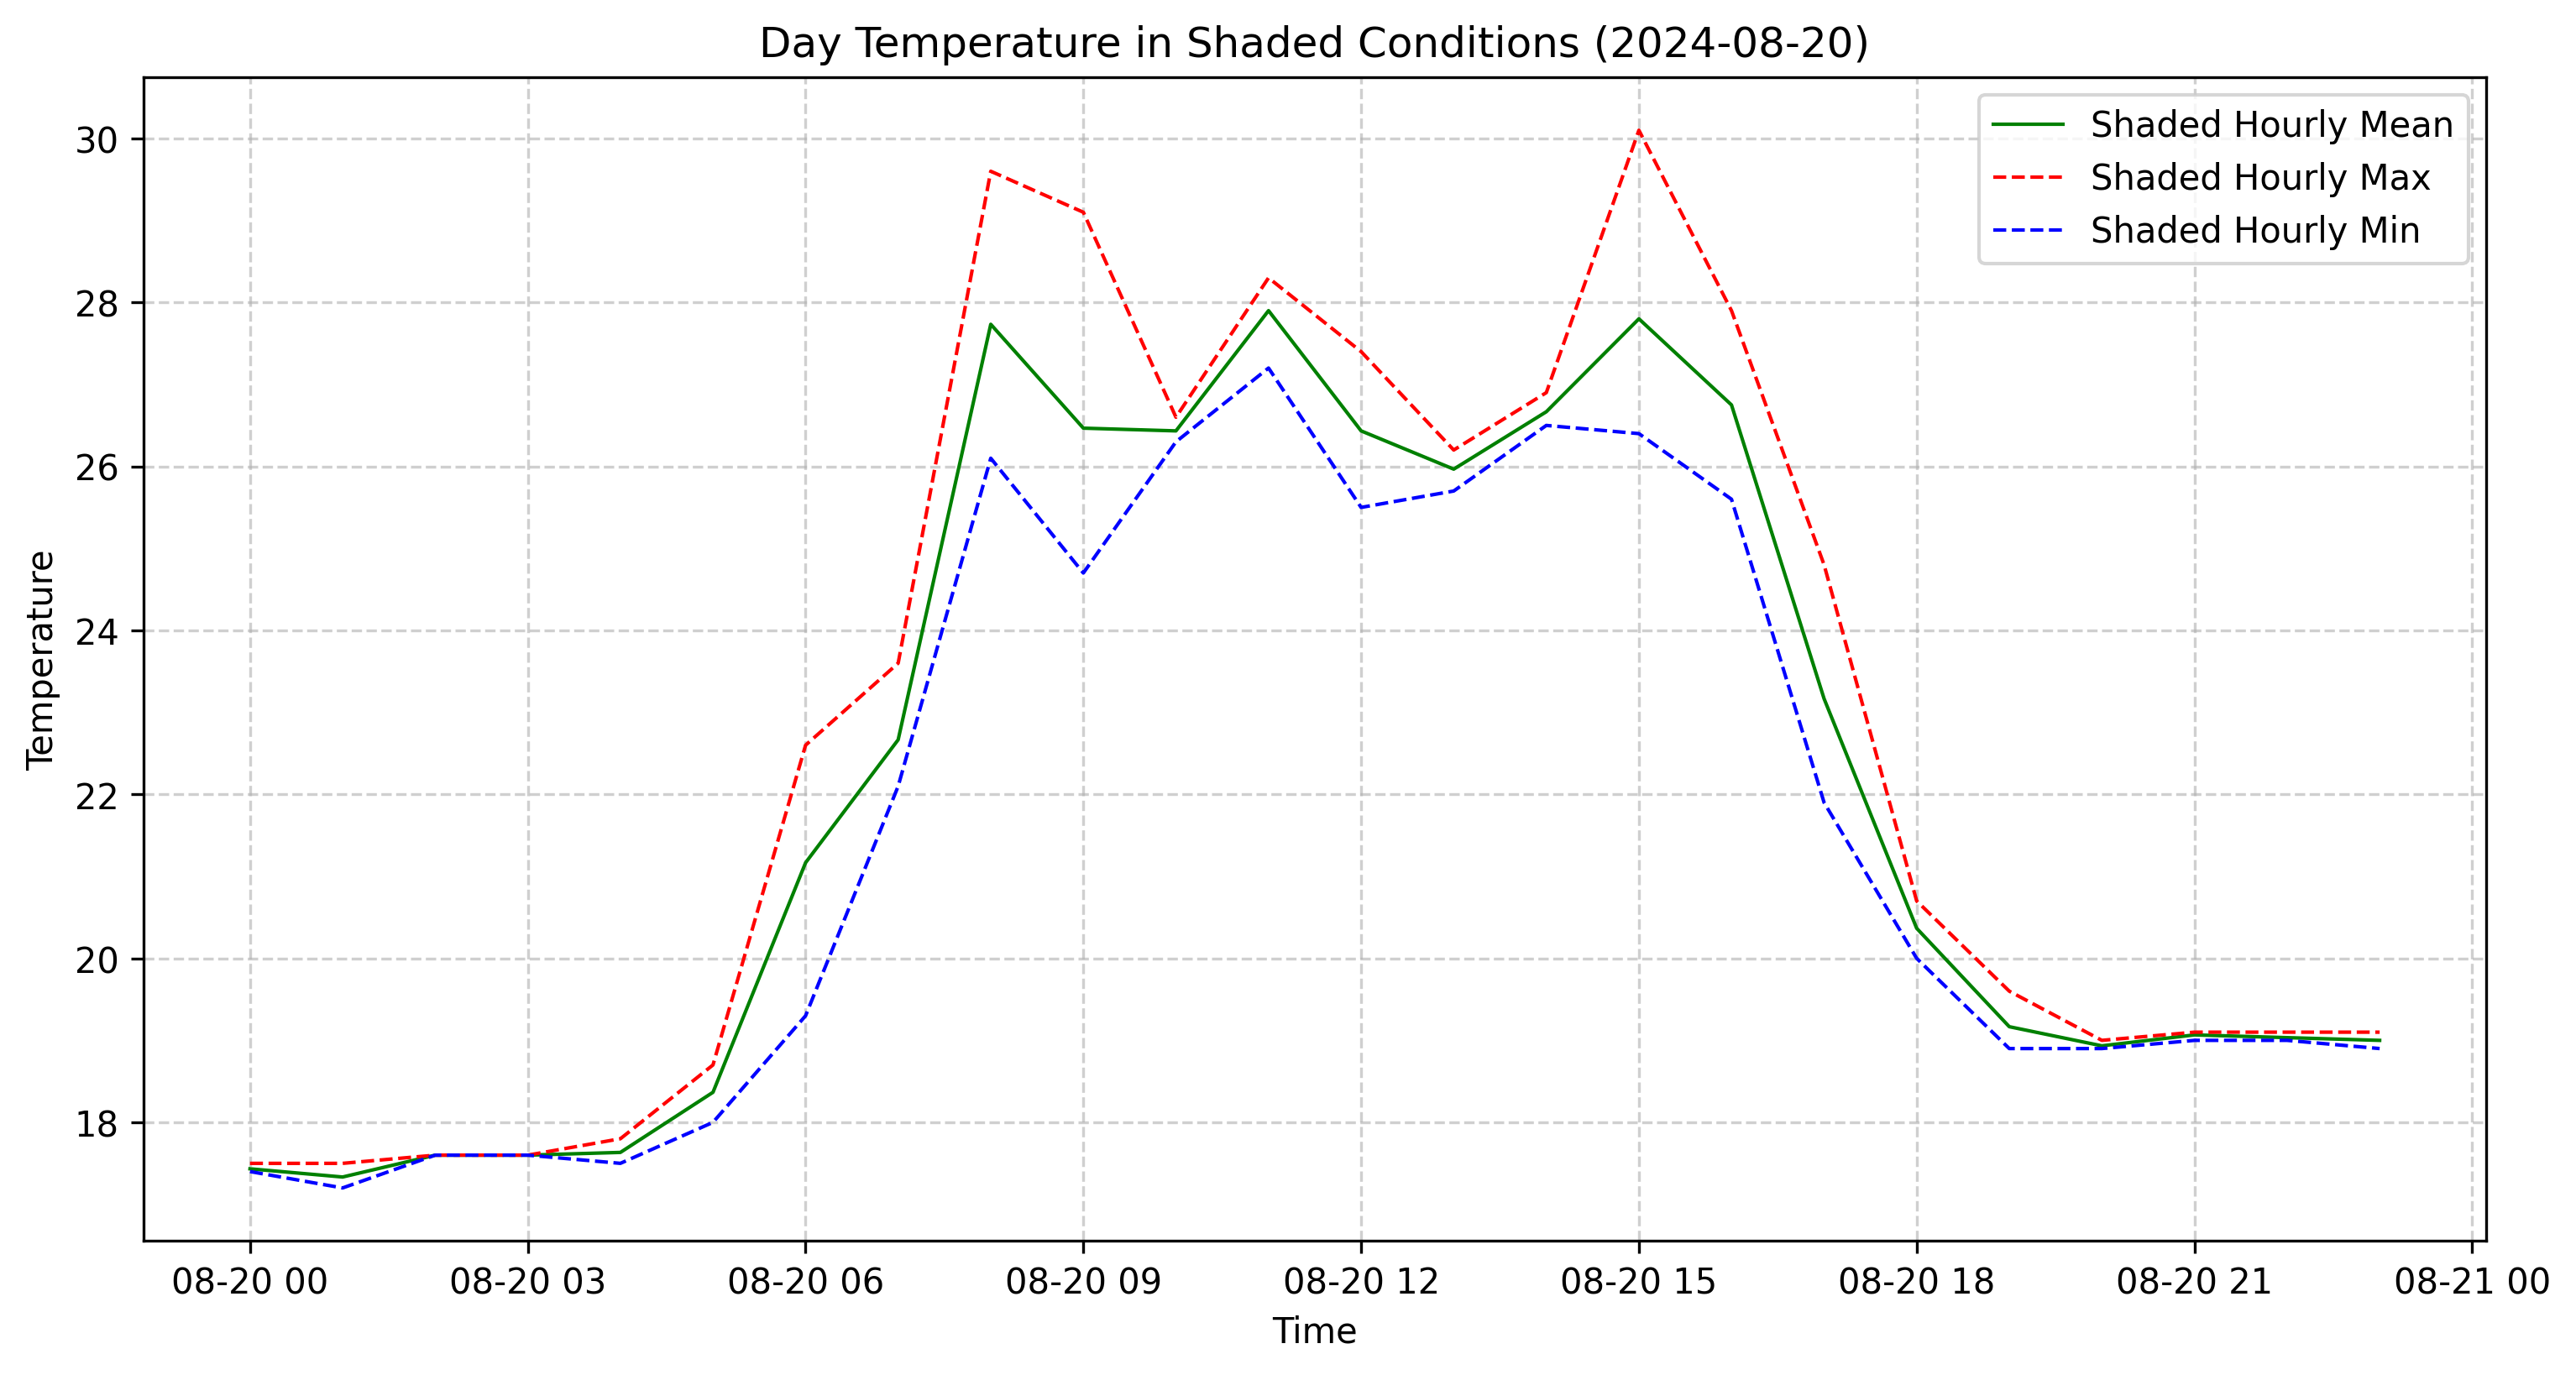 Day Temperature in Shaded Conditions (2024-08-20)
Shaded Hourly Mean
Shaded Hourly Max
Shaded Hourly Min
Temperature
30
28
26
24
22
20
18
08-20 00 08-20 03 08-20 06 08-20 09 08-20 12 08-20 15 08-20 18 08-20 21 08-21 00
Time